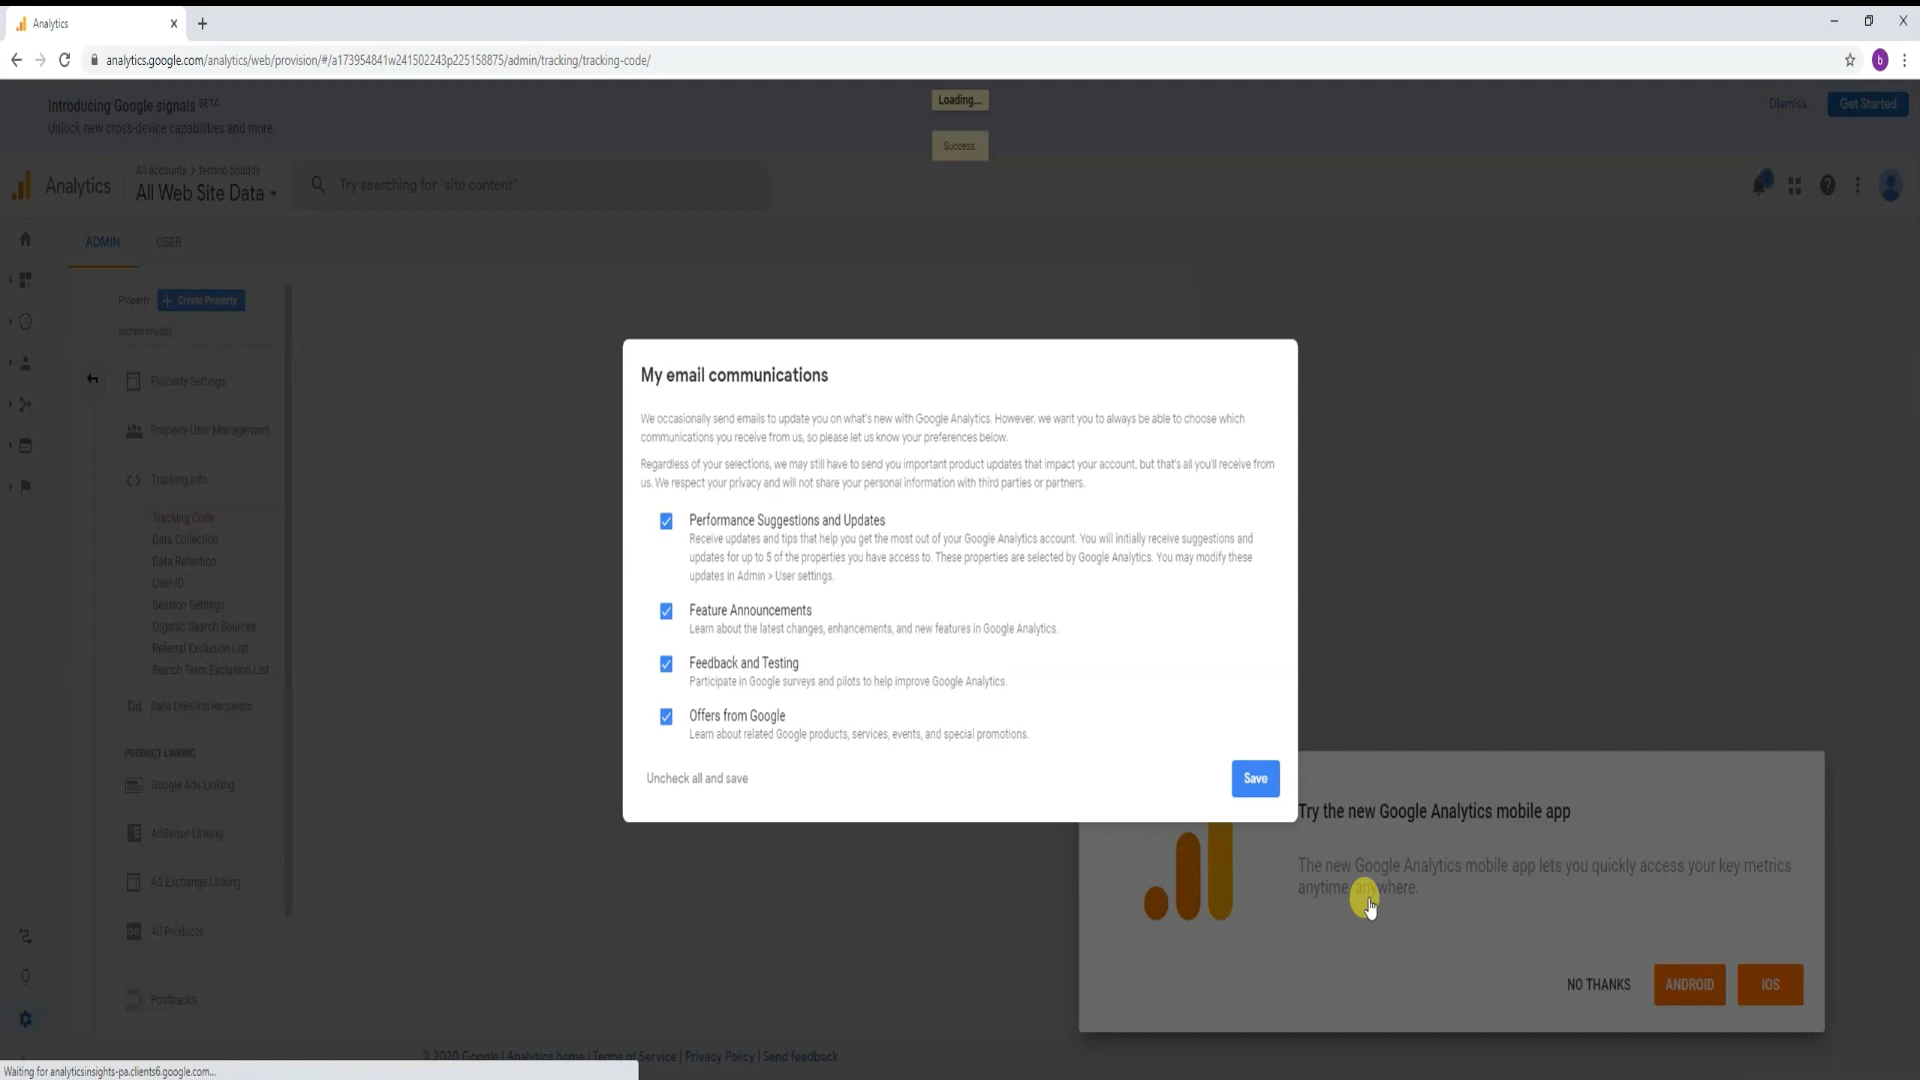 Analytics
analytics.google.com/analytics/web/provision/#/a173954841w241502243p225158875/admin/tracking/tracking-code/
b
Introducing Google signals BETA
Unlock new cross-device capabilities and more.
Loading...
Success.
Dismiss
Get Started
Analytics
All accounts > tecnno bnuddy
All Web Site Data
Try searching for "site content"
ADMIN
USER
Property
+ Create Property
tecnno bnuddy
Property Settings
Property User Management
Tracking Info
Tracking Code
Data Collection
Data Retention
User-ID
Session Settings
Organic Search Sources
Referral Exclusion List
Search Term Exclusion List
Data Deletion Requests
PRODUCT LINKING
Google Ads Linking
AdSense Linking
Ad Exchange Linking
All Products
Postbacks
My email communications
We occasionally send emails to update you on what's new with Google Analytics. However, we want you to always be able to choose which
communications you receive from us, so please let us know your preferences below.
Regardless of your selections, we may still have to send you important product updates that impact your account, but that's all you'll receive from
us. We respect your privacy and will not share your personal information with third parties or partners.
Performance Suggestions and Updates
Receive updates and tips that help you get the most out of your Google Analytics account. You will initially receive suggestions and
updates for up to 5 of the properties you have access to. These properties are selected by Google Analytics. You may modify these
updates in Admin > User settings.
Feature Announcements
Learn about the latest changes, enhancements, and new features in Google Analytics.
Feedback and Testing
Participate in Google surveys and pilots to help improve Google Analytics.
Offers from Google
Learn about related Google products, services, events, and special promotions.
Uncheck all and save
Save
Try the new Google Analytics mobile app
The new Google Analytics mobile app lets you quickly access your key metrics
anytime, anywhere.
NO THANKS
ANDROID
iOS
© 2020 Google | Analytics home | Terms of Service | Privacy Policy | Send feedback
Waiting for analyticsinsights-pa.clients6.google.com...